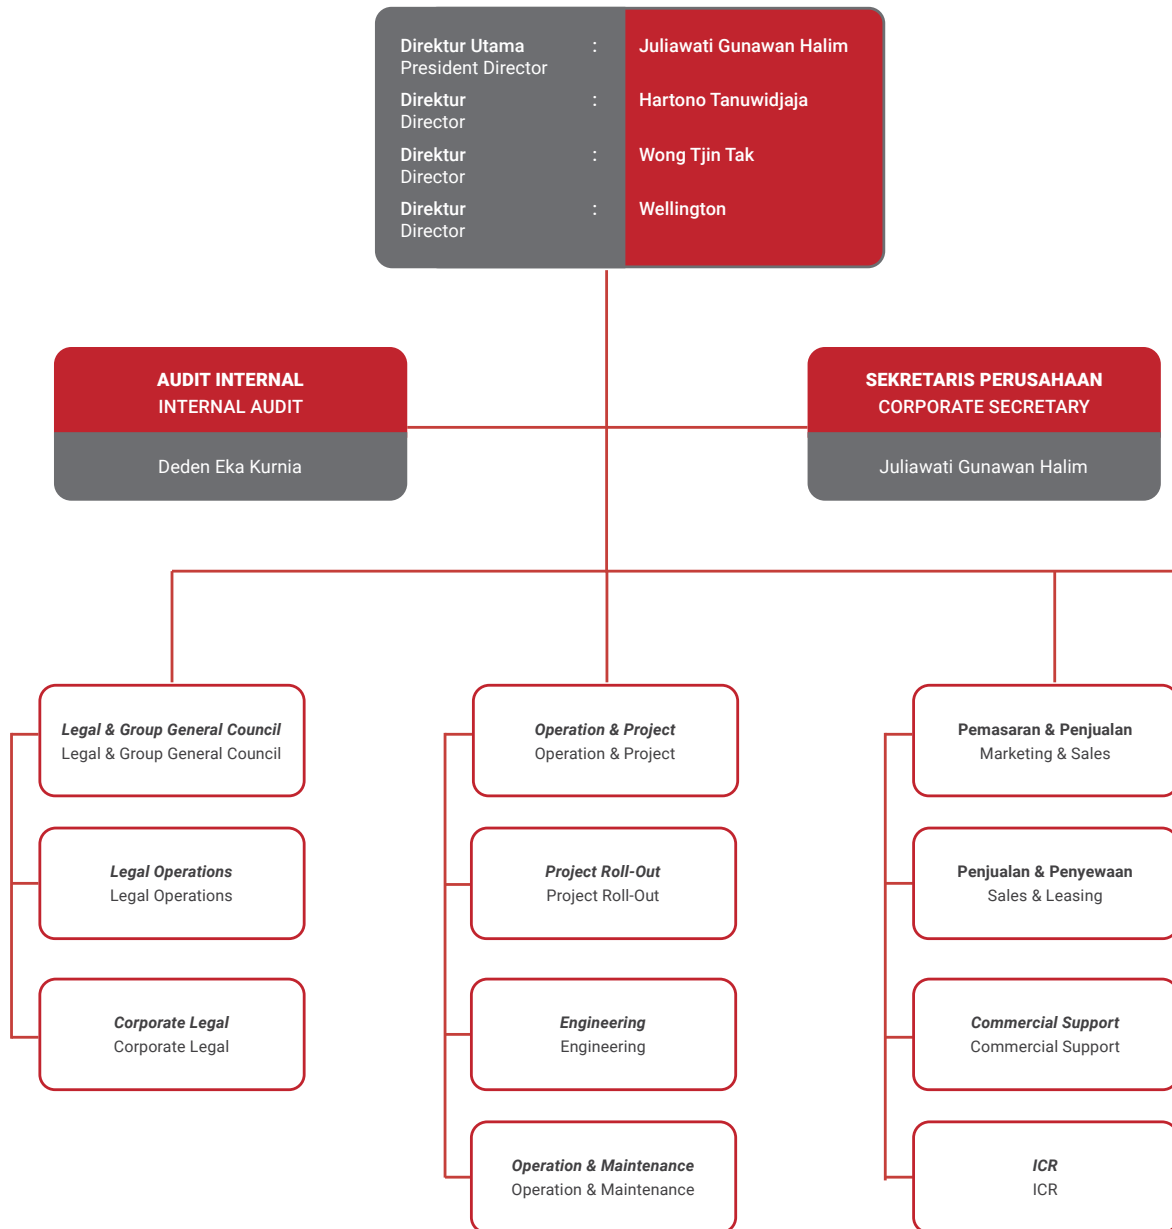 Direktur Utama : Juliawati Gunawan Halim
President Director
Direktur : Hartono Tanuwidjaja
Director
Direktur : Wong Tjin Tak
Director
Direktur : Wellington
Director
AUDIT INTERNAL
INTERNAL AUDIT
Deden Eka Kurnia
SEKRETARIS PERUSAHAAN
CORPORATE SECRETARY
Juliawati Gunawan Halim
Legal & Group General Council
Legal & Group General Council
Legal Operations
Legal Operations
Corporate Legal
Corporate Legal
Operation & Project
Operation & Project
Project Roll-Out
Project Roll-Out
Engineering
Engineering
Operation & Maintenance
Operation & Maintenance
Pemasaran & Penjualan
Marketing & Sales
Penjualan & Penyewaan
Sales & Leasing
Commercial Support
Commercial Support
ICR
ICR